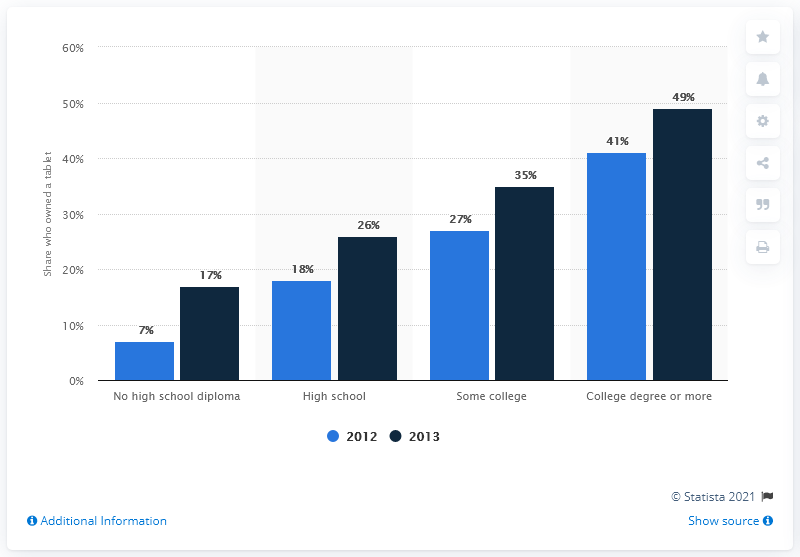 60%
50%
40%
30%
20%
10%
0%
Share who owned a tablet
7%
17%
18%
26%
27%
35%
41%
49%
No high school diploma
High school
Some college
College degree or more
2012
2013
© Statista 2021
Additional Information
Show source